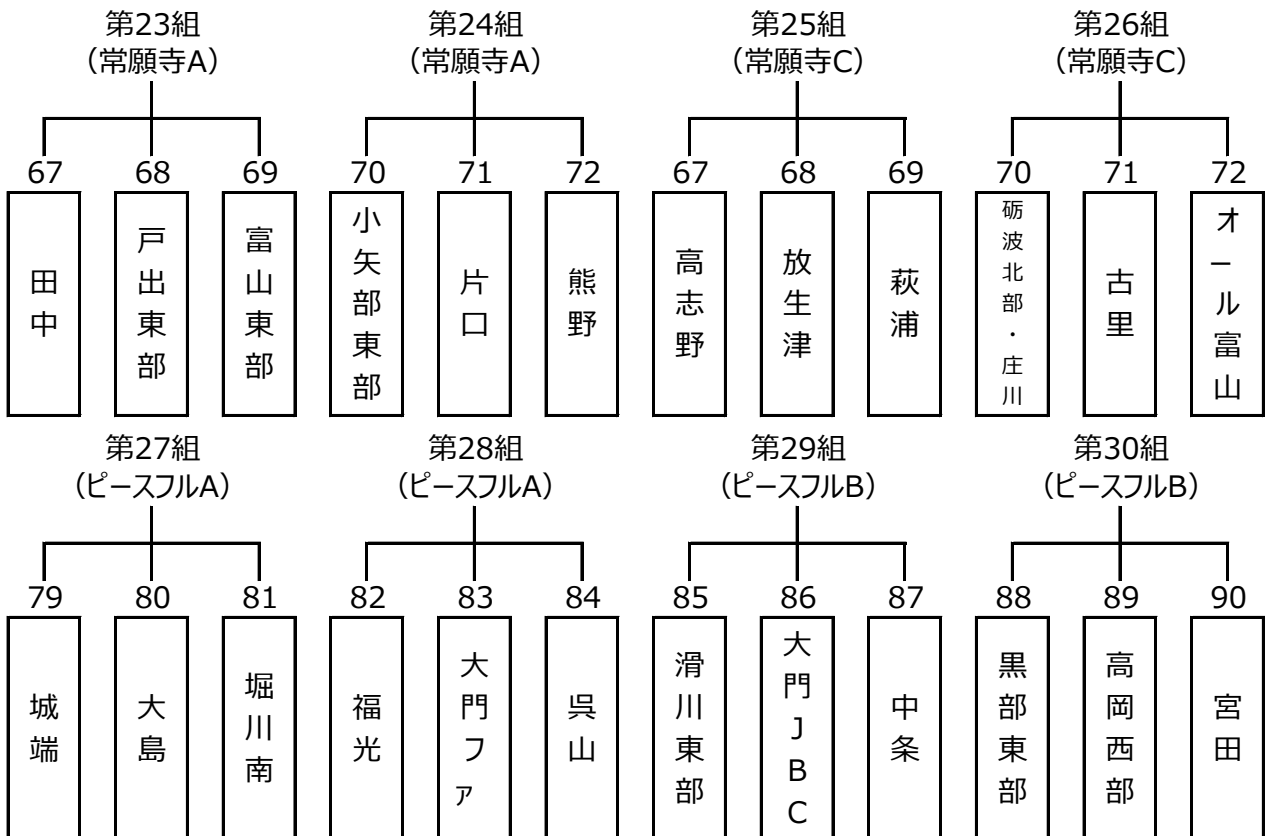 第23組
(常願寺A)
第24組
(常願寺A)
第25組
(常願寺C)
第26組
(常願寺C)
67
68
69
70
71
72
67
68
69
70
71
72
田中
戸出東部
富山東部
小矢部東部
片口
熊野
高志野
放生津
萩浦
砺波北部・庄川
古里
オール富山
第27組
(ピースフルA)
第28組
(ピースフルA)
第29組
(ピースフルB)
第30組
(ピースフルB)
79
80
81
82
83
84
85
86
87
88
89
90
城端
大島
堀川南
福光
大門ファ
呉山
滑川東部
大門JBC
中条
黒部東部
高岡西部
宮田